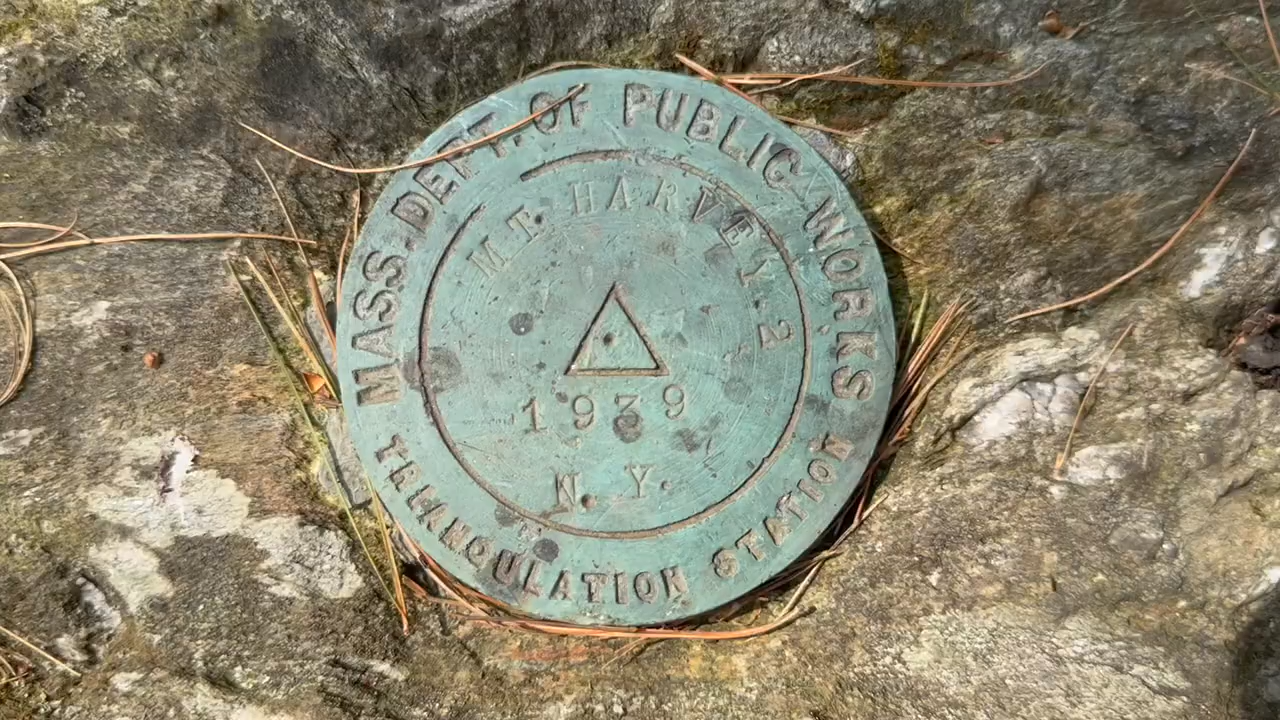 MASS. DEPT. OF PUBLIC WORKS
MT. HARVEY. 2
1939
N. Y.
TRIANGULATION STATION